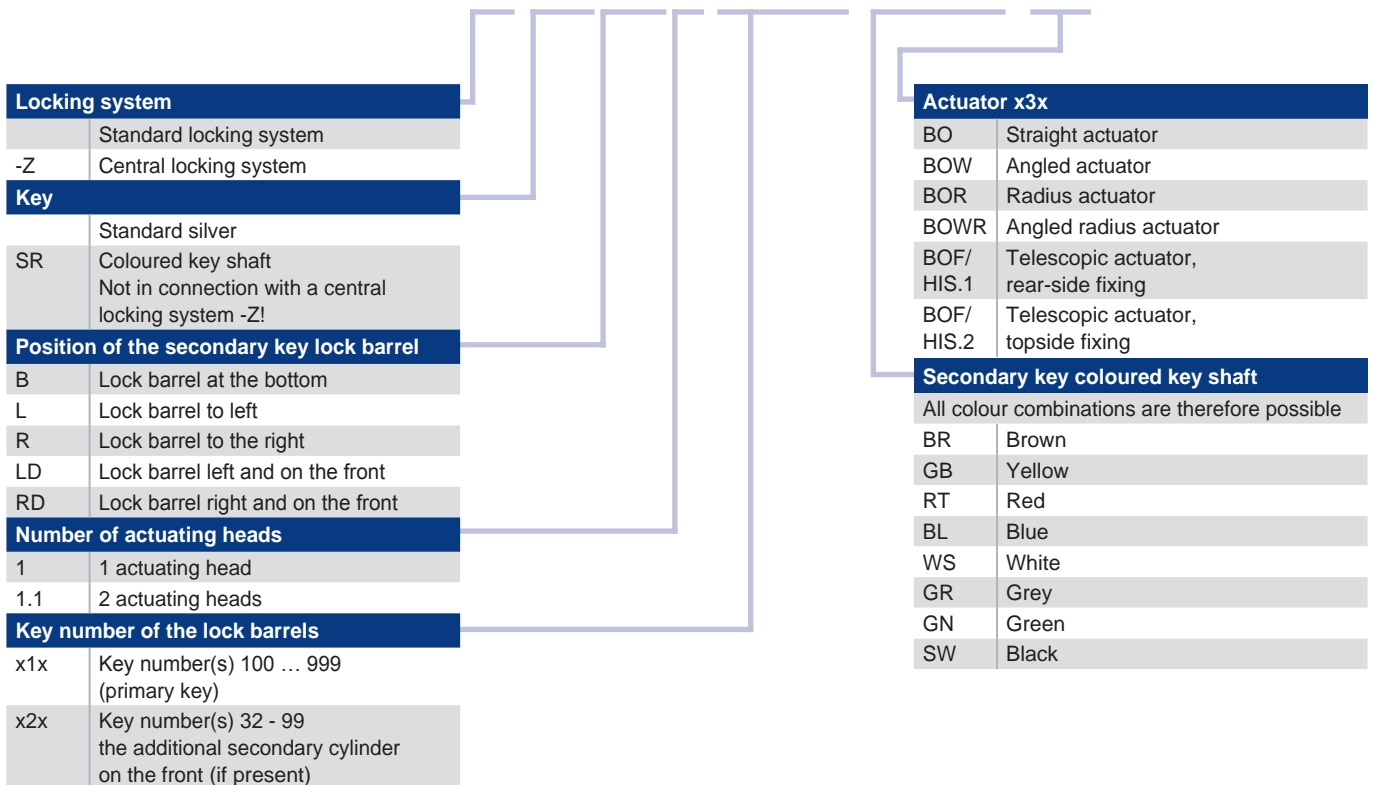 Locking system
Standard locking system
-Z Central locking system
Key
Standard silver
SR Coloured key shaft
Not in connection with a central
locking system -Z!
Position of the secondary key lock barrel
B Lock barrel at the bottom
L Lock barrel to left
R Lock barrel to the right
LD Lock barrel left and on the front
RD Lock barrel right and on the front
Number of actuating heads
1 1 actuating head
1.1 2 actuating heads
Key number of the lock barrels
x1x Key number(s) 100 … 999
(primary key)
x2x Key number(s) 32 - 99
the additional secondary cylinder
on the front (if present)
Actuator x3x
BO Straight actuator
BOW Angled actuator
BOR Radius actuator
BOWR Angled radius actuator
BOF/ Telescopic actuator,
HIS.1 rear-side fixing
BOF/ Telescopic actuator,
HIS.2 topside fixing
Secondary key coloured key shaft
All colour combinations are therefore possible
BR Brown
GB Yellow
RT Red
BL Blue
WS White
GR Grey
GN Green
SW Black